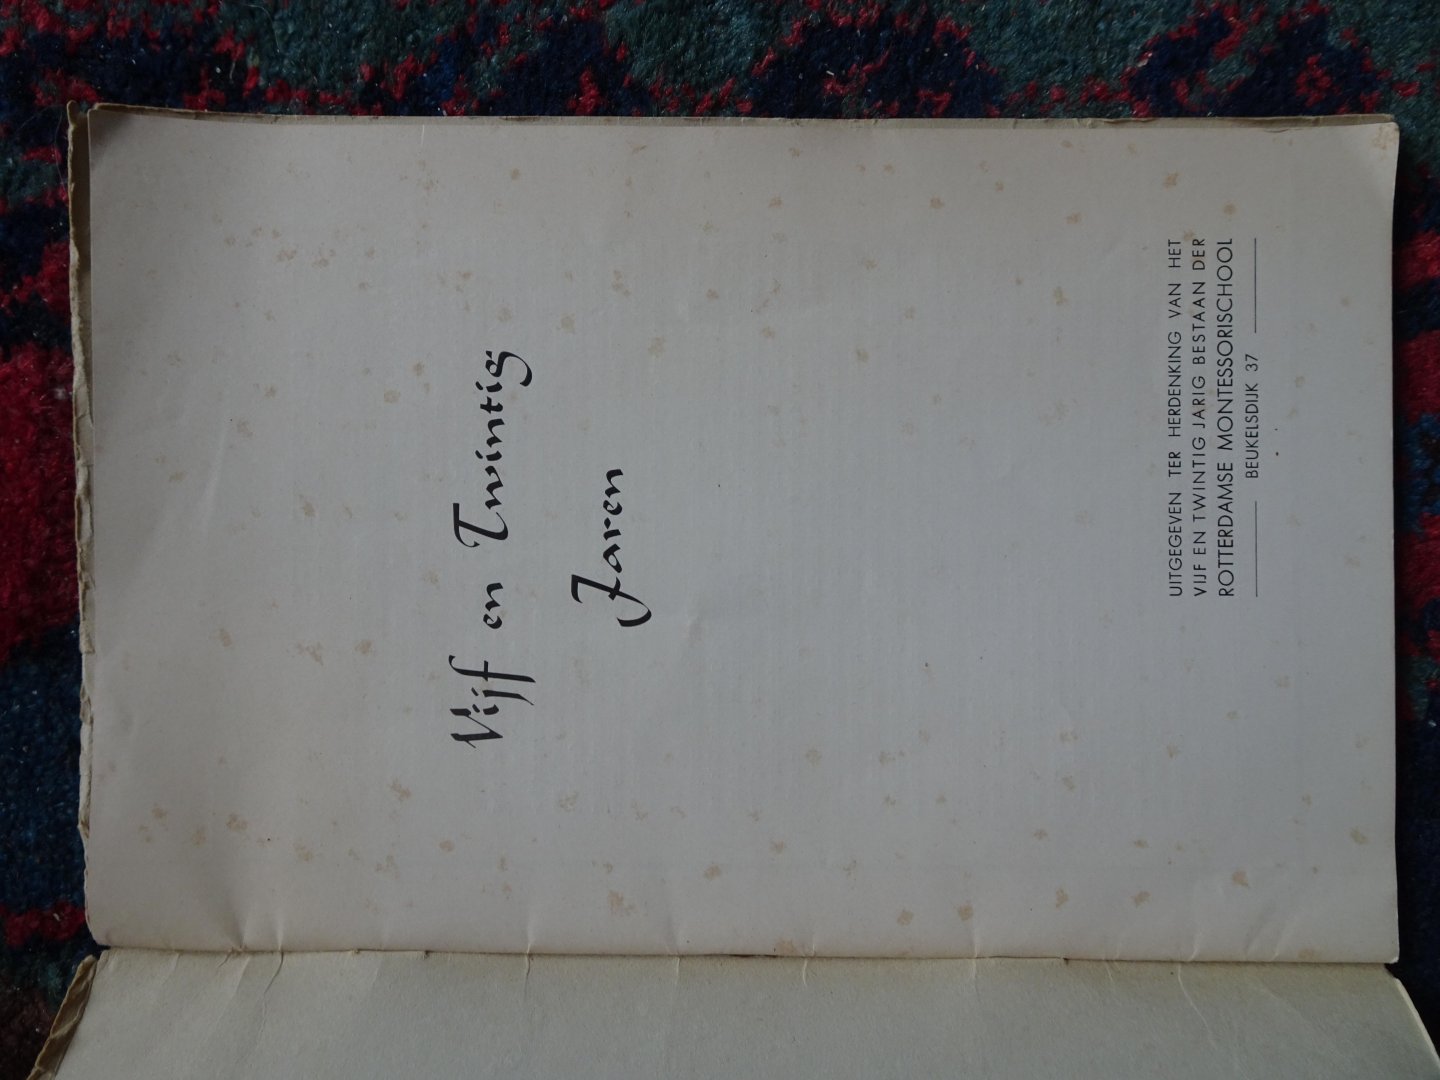 Vijf en Twintig
Jaren
UITGEGEVEN TER HERDENKING VAN HET
VIJF EN TWINTIG JARIG BESTAAN DER
ROTTERDAMSE MONTESSORISCHOOL
BEUKELSDIJK 37